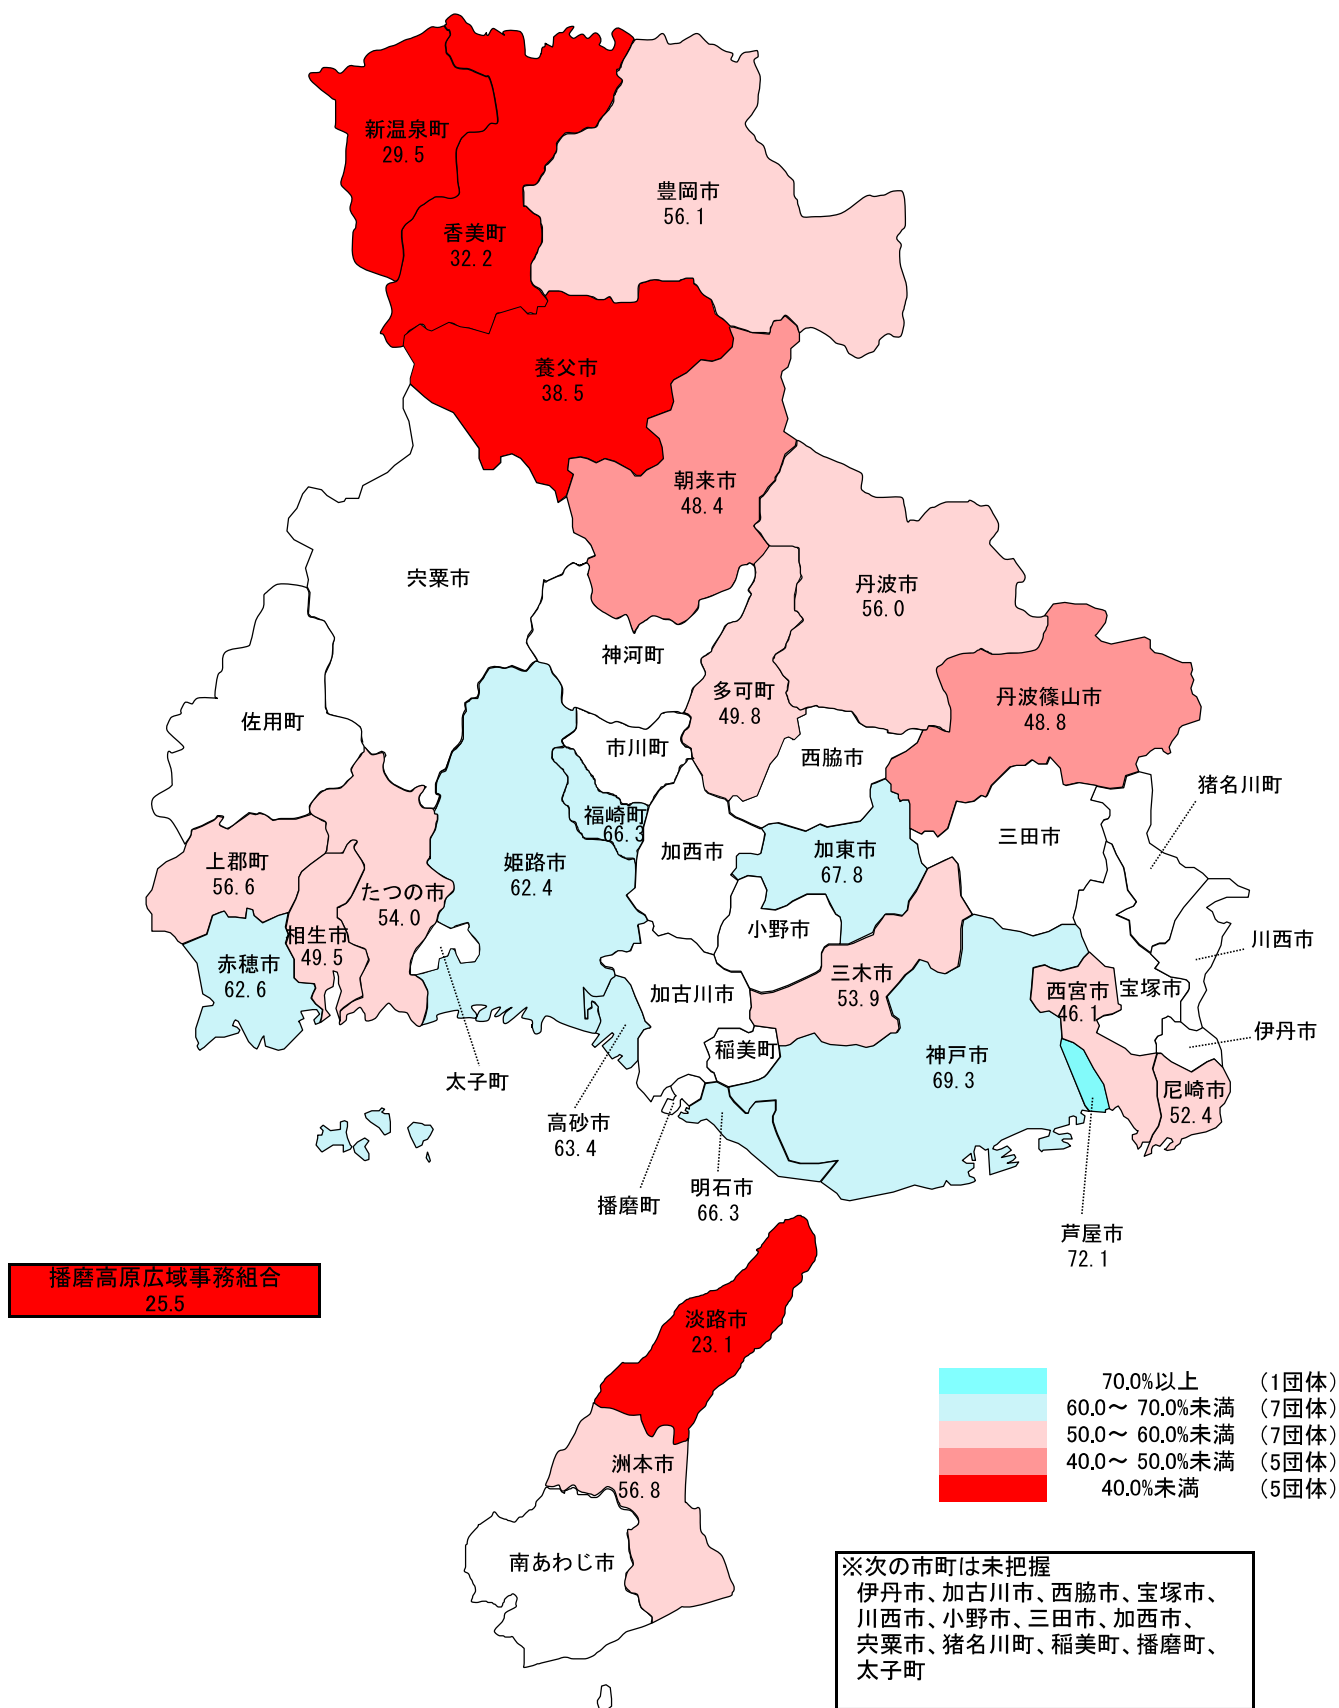 新温泉町
29.5
香美町
32.2
豊岡市
56.1
養父市
38.5
朝来市
48.4
宍粟市
丹波市
56.0
神河町
多可町
49.8
丹波篠山市
48.8
佐用町
市川町
西脇市
猪名川町
福崎町
66.3
三田市
加西市
加東市
67.8
姫路市
62.4
上郡町
56.6
たつの市
54.0
小野市
相生市
49.5
川西市
赤穂市
62.6
三木市
53.9
加古川市
西宮市
46.1
宝塚市
伊丹市
稲美町
神戸市
69.3
太子町
尼崎市
52.4
高砂市
63.4
明石市
66.3
播磨町
芦屋市
72.1
播磨高原広域事務組合
25.5
淡路市
23.1
70.0%以上 (1団体)
60.0～ 70.0%未満 (7団体)
50.0～ 60.0%未満 (7団体)
40.0～ 50.0%未満 (5団体)
40.0%未満 (5団体)
洲本市
56.8
南あわじ市
※次の市町は未把握
伊丹市、加古川市、西脇市、宝塚市、
川西市、小野市、三田市、加西市、
宍粟市、猪名川町、稲美町、播磨町、
太子町